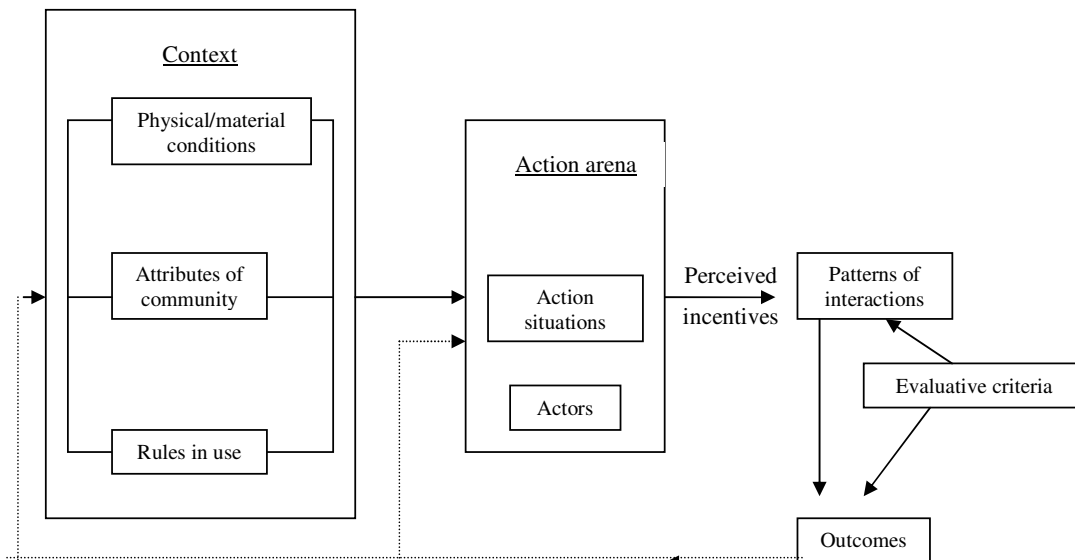 Context
Physical/material
conditions
Attributes of
community
Rules in use
Action arena
Action
situations
Actors
Perceived
incentives
Patterns of
interactions
Evaluative criteria
Outcomes